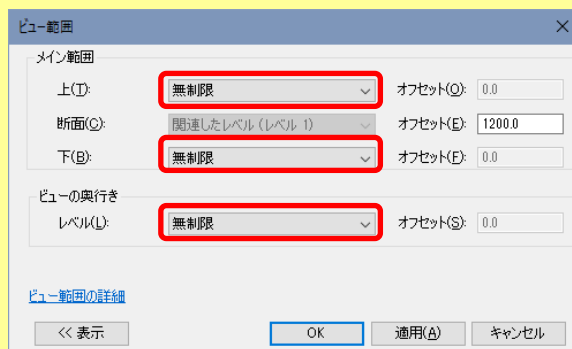 ビュー範囲
メイン範囲
上(T): 無制限 オフセット(O): 0.0
断面(C): 関連したレベル (レベル 1) オフセット(E): 1200.0
下(B): 無制限 オフセット(F): 0.0
ビューの奥行き
レベル(L): 無制限 オフセット(S): 0.0
ビュー範囲の詳細
<< 表示 OK 適用(A) キャンセル